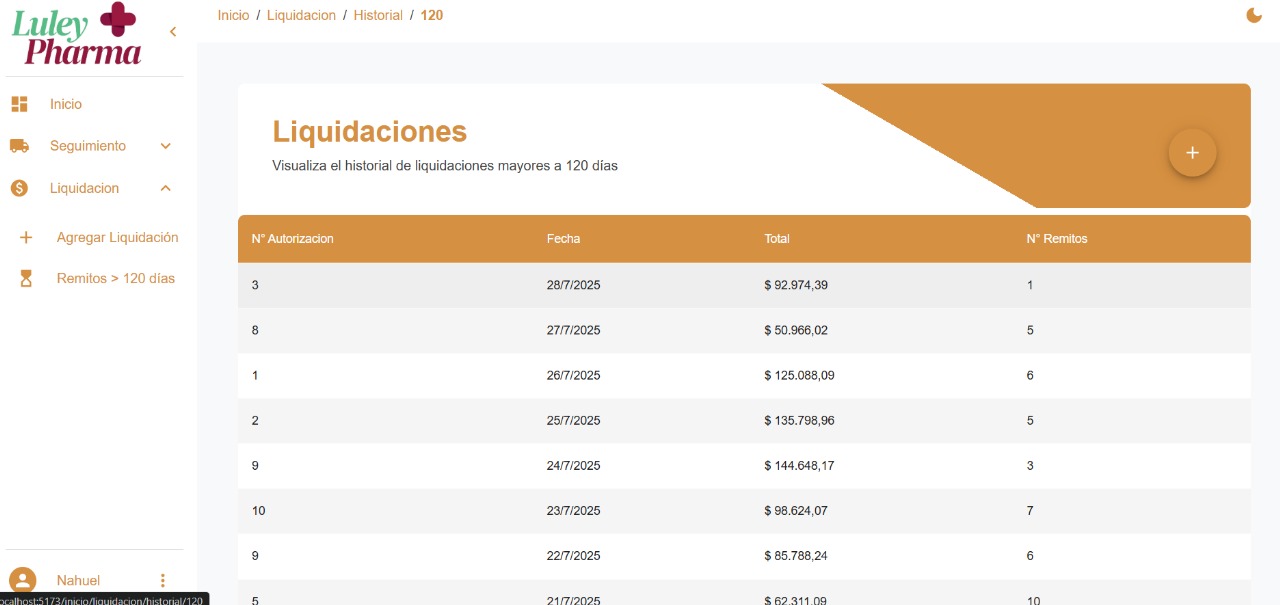 Luley
Pharma
Inicio / Liquidacion / Historial / 120
Inicio
Seguimiento
Liquidacion
Agregar Liquidación
Remitos > 120 días
Nahuel
ocalhost:5173/inicio/liquidacion/historial/120
Liquidaciones
Visualiza el historial de liquidaciones mayores a 120 días
+
N° Autorizacion Fecha Total N° Remitos
3 28/7/2025 $ 92.974,39 1
8 27/7/2025 $ 50.966,02 5
1 26/7/2025 $ 125.088,09 6
2 25/7/2025 $ 135.798,96 5
9 24/7/2025 $ 144.648,17 3
10 23/7/2025 $ 98.624,07 7
9 22/7/2025 $ 85.788,24 6
5 21/7/2025 $ 62.311,09 10